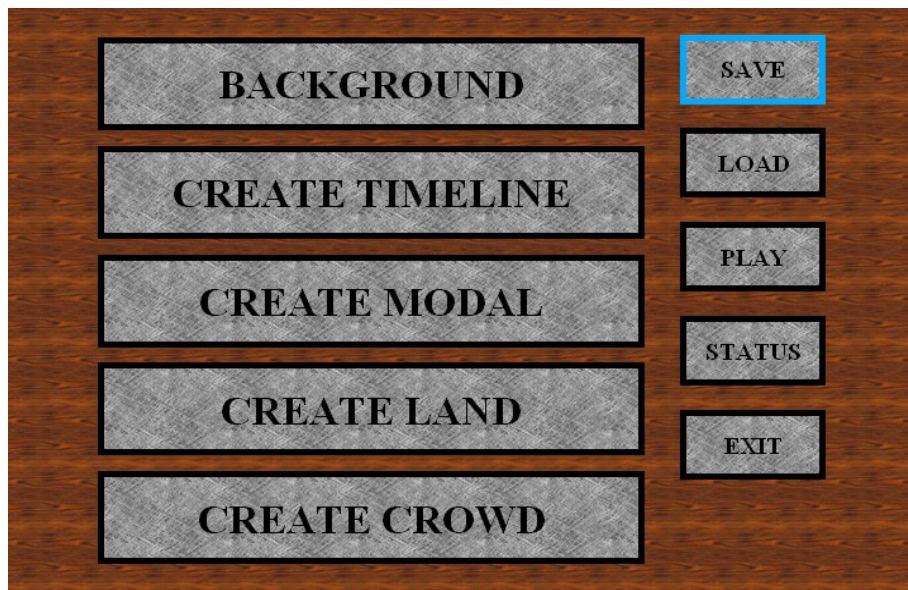 BACKGROUND
CREATE TIMELINE
CREATE MODAL
CREATE LAND
CREATE CROWD
SAVE
LOAD
PLAY
STATUS
EXIT